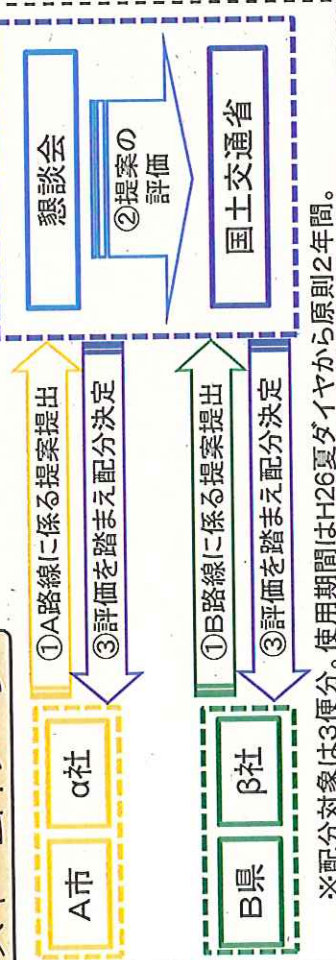 A市
α社
①A路線に係る提案提出
③評価を踏まえ配分決定
B県
β社
①B路線に係る提案提出
③評価を踏まえ配分決定
懇談会
②提案の
評価
国土交通省
※配分対象は3便分。使用期間はH26夏ダイヤから原則2年間。